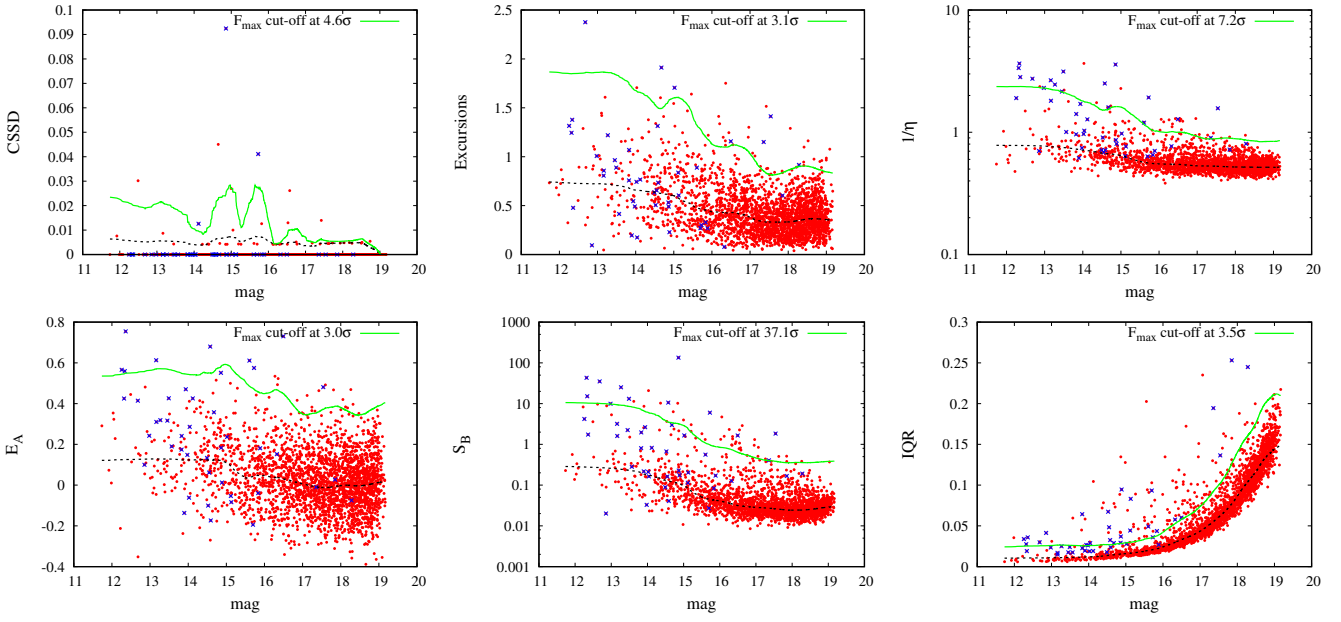 CSSD
F_max cut-off at 4.6σ
0.1
0.09
0.08
0.07
0.06
0.05
0.04
0.03
0.02
0.01
0
11 12 13 14 15 16 17 18 19 20
mag
Excursions
F_max cut-off at 3.1σ
2.5
2
1.5
1
0.5
0
11 12 13 14 15 16 17 18 19 20
mag
1/η
F_max cut-off at 7.2σ
10
1
0.1
11 12 13 14 15 16 17 18 19 20
mag
E_A
F_max cut-off at 3.0σ
0.8
0.6
0.4
0.2
0
-0.2
-0.4
11 12 13 14 15 16 17 18 19 20
mag
S_B
F_max cut-off at 37.1σ
1000
100
10
1
0.1
0.01
0.001
11 12 13 14 15 16 17 18 19 20
mag
IQR
F_max cut-off at 3.5σ
0.3
0.25
0.2
0.15
0.1
0.05
0
11 12 13 14 15 16 17 18 19 20
mag